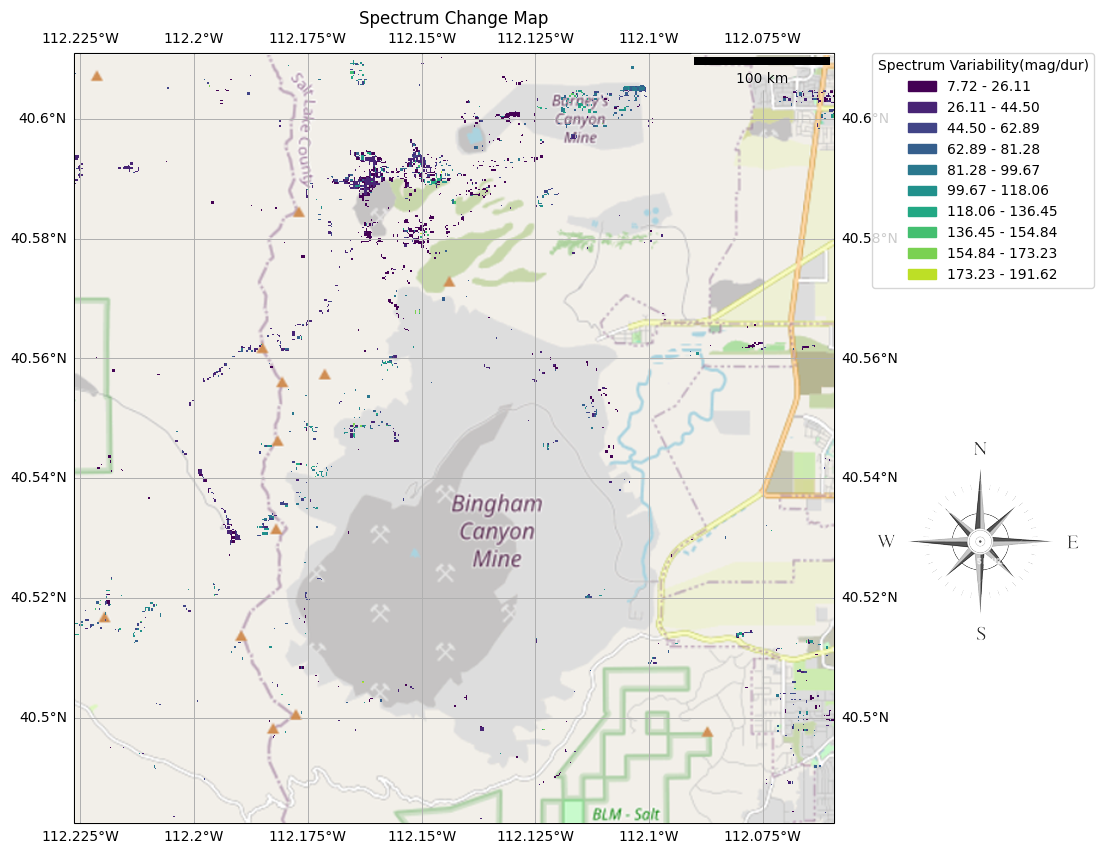 Spectrum Change Map
112.225°W 112.2°W 112.175°W 112.15°W 112.125°W 112.1°W 112.075°W
100 km
Spectrum Variability(mag/dur)
7.72 - 26.11
26.11 - 44.50
44.50 - 62.89
62.89 - 81.28
81.28 - 99.67
99.67 - 118.06
118.06 - 136.45
136.45 - 154.84
154.84 - 173.23
173.23 - 191.62
Salt Lake County
Barney's
Canyon
Mine
40.6°N 40.6°N
40.58°N 40.58°N
40.56°N 40.56°N
40.54°N 40.54°N
Bingham
Canyon
Mine
N
W E
S
40.52°N 40.52°N
40.5°N 40.5°N
BLM - Salt
112.225°W 112.2°W 112.175°W 112.15°W 112.125°W 112.1°W 112.075°W